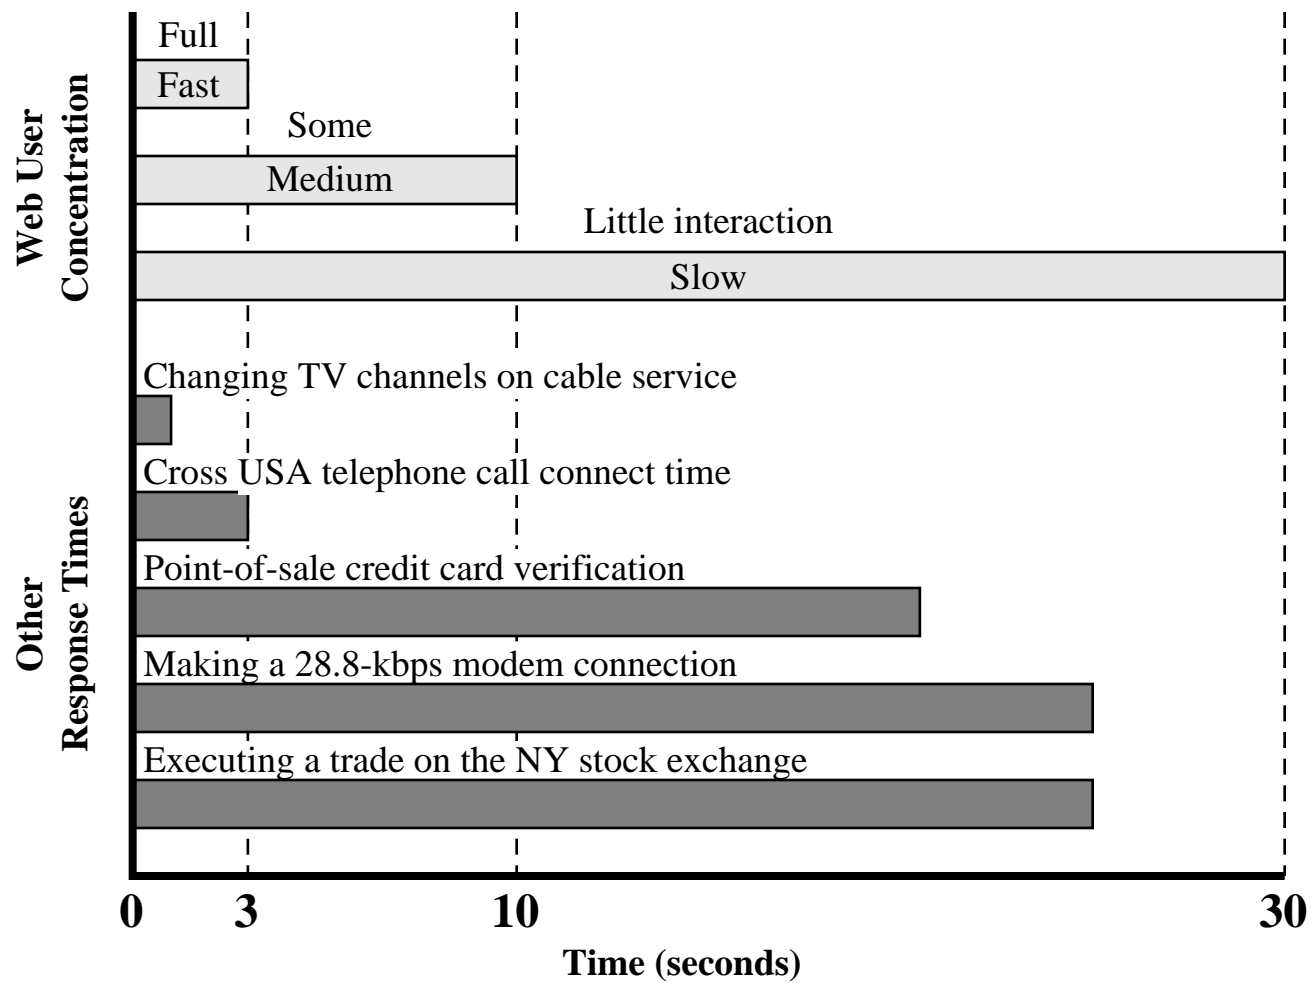 Full
Fast
Some
Medium
Little interaction
Slow
Web User
Concentration
Changing TV channels on cable service
Cross USA telephone call connect time
Point-of-sale credit card verification
Making a 28.8-kbps modem connection
Executing a trade on the NY stock exchange
Other
Response Times
0 3 10 30
Time (seconds)